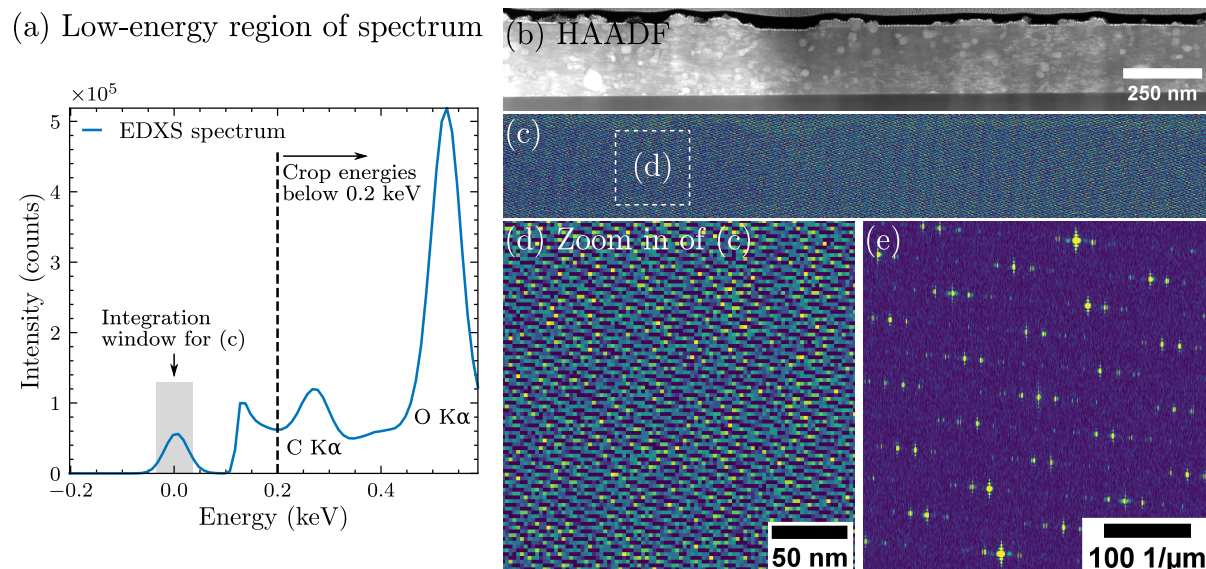 (a) Low-energy region of spectrum
×10⁵
EDXS spectrum
Crop energies
below 0.2 keV
Integration
window for (c)
C Kα
O Kα
5
4
3
2
1
0
−0.2
0.0
0.2
0.4
Intensity (counts)
Energy (keV)
(b) HAADF
250 nm
(c)
(d)
(d) Zoom in of (c)
50 nm
(e)
100 1/μm